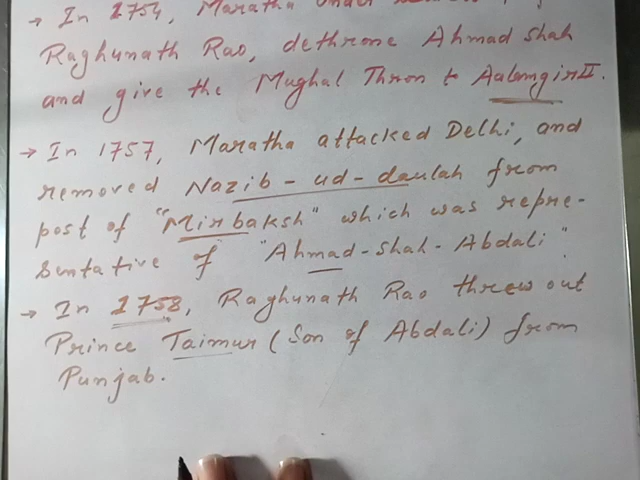 → In 1754, Maratha under
Raghunath Rao, dethrone Ahmad shah
and give the Mughal Thron to Aalamgir II.
→ In 1757, Maratha attacked Delhi, and
removed Nazib-ud-daulah from
post of "Mirbaksh" which was repre-
sentative of "Ahmad-shah-Abdali".
→ In 1758, Raghunath Rao threw out
Prince Taimur (Son of Abdali) from
Punjab.